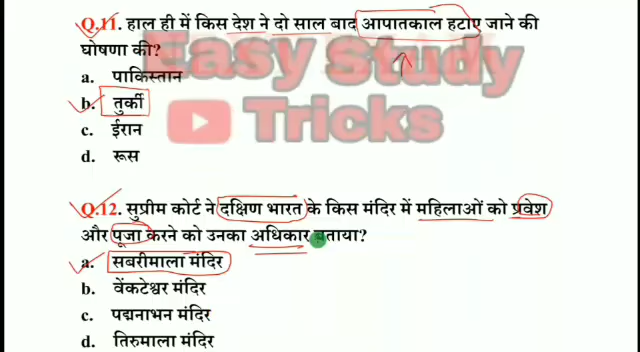 Q.11. हाल ही में किस देश ने दो साल बाद आपातकाल हटाए जाने की
घोषणा की?
Easy Study
Tricks
a. पाकिस्तान
b. तुर्की
c. ईरान
d. रूस
Q.12. सुप्रीम कोर्ट ने दक्षिण भारत के किस मंदिर में महिलाओं को प्रवेश
और पूजा करने को उनका अधिकार बताया?
a. सबरीमाला मंदिर
b. वेंकटेश्वर मंदिर
c. पद्मनाभन मंदिर
d. तिरुमाला मंदिर